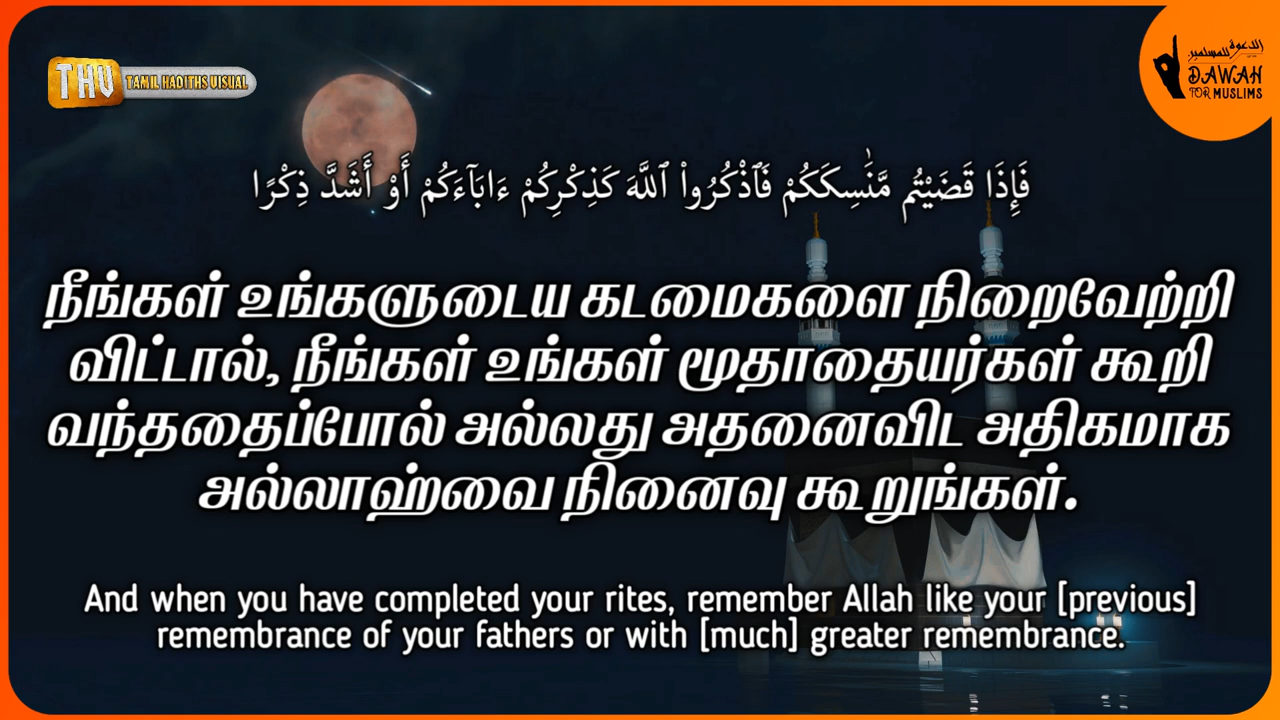 THV TAMIL HADITHS VISUAL
الدعوة للمسلمين
DAWAH
FOR MUSLIMS
فَإِذَا قَضَيْتُم مَّنَٰسِكَكُمْ فَٱذْكُرُوا۟ ٱللَّهَ كَذِكْرِكُمْ ءَابَآءَكُمْ أَوْ أَشَدَّ ذِكْرًا
நீங்கள் உங்களுடைய கடமைகளை நிறைவேற்றி
விட்டால், நீங்கள் உங்கள் மூதாதையர்கள் கூறி
வந்ததைப்போல் அல்லது அதனைவிட அதிகமாக
அல்லாஹ்வை நினைவு கூறுங்கள்.
And when you have completed your rites, remember Allah like your [previous]
remembrance of your fathers or with [much] greater remembrance.